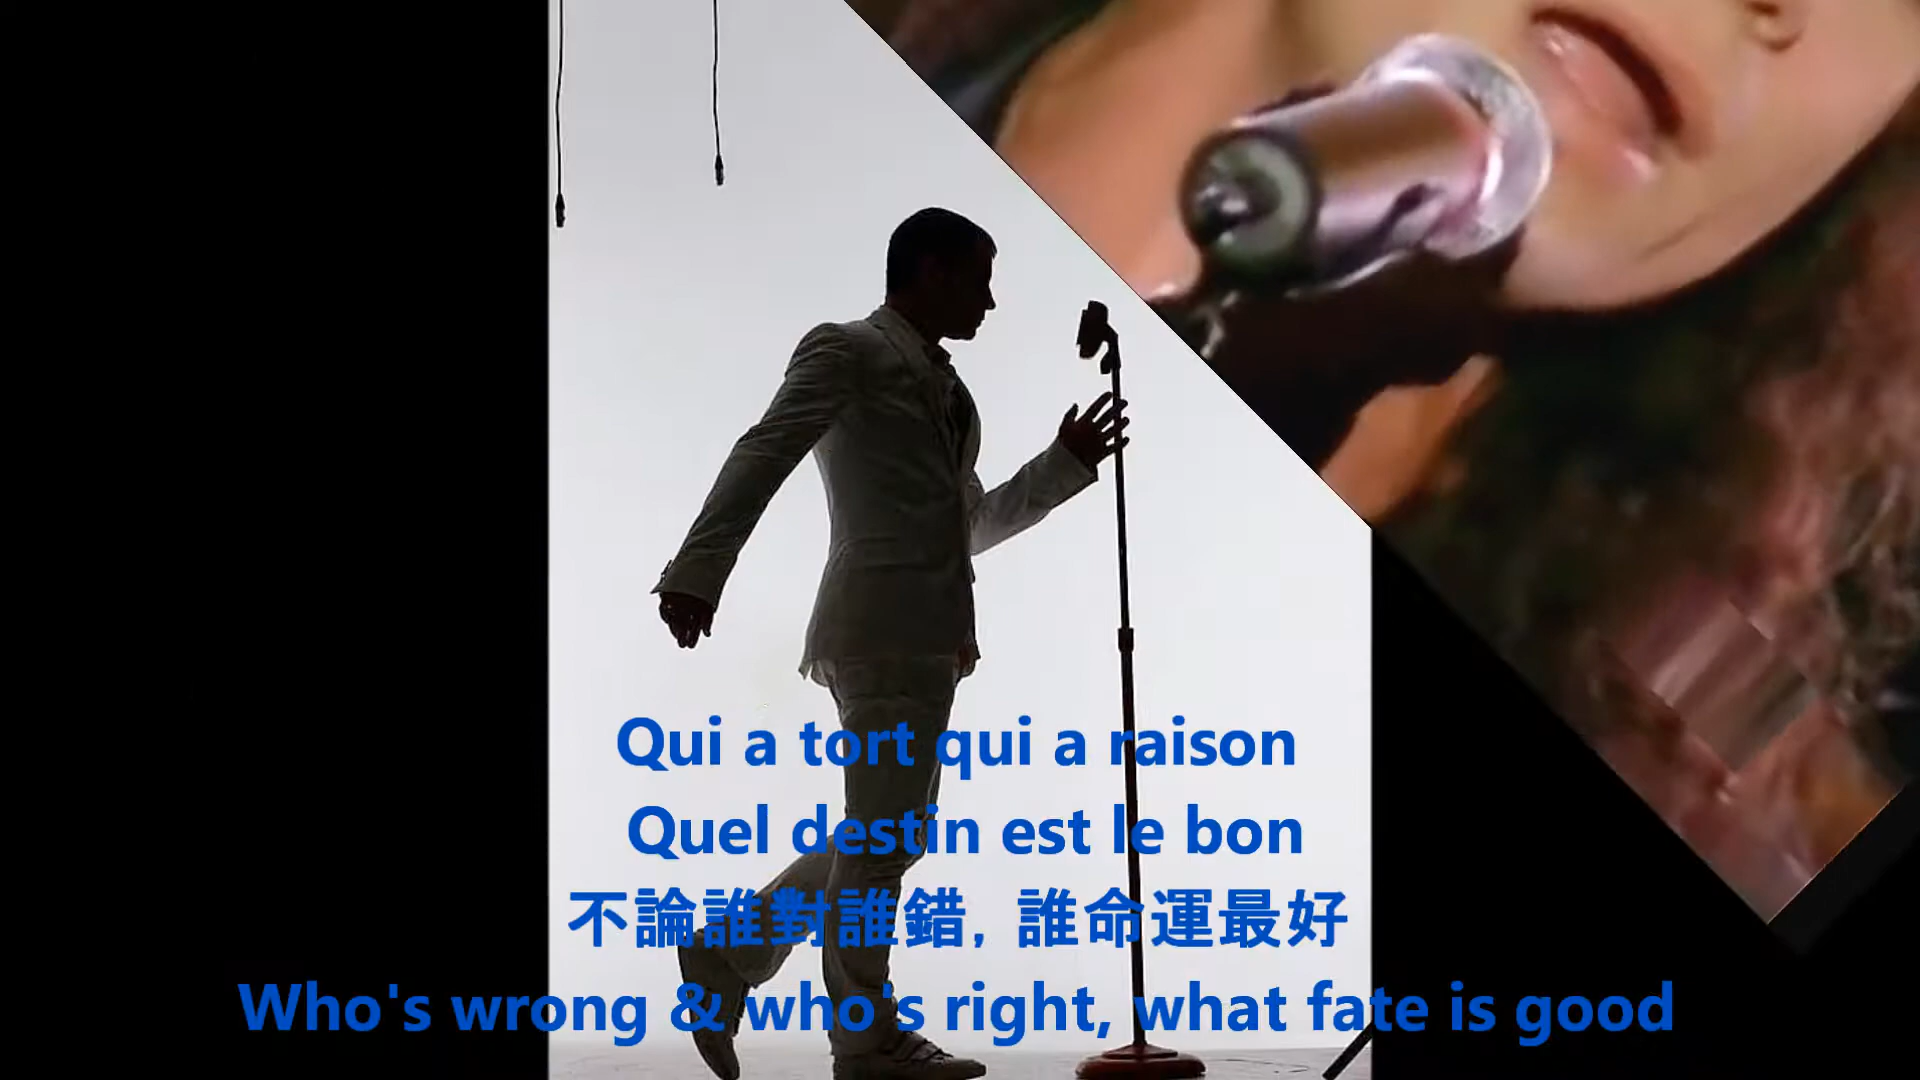 Qui a tort qui a raison
Quel destin est le bon
不論誰對誰錯, 誰命運最好
Who's wrong & who's right, what fate is good